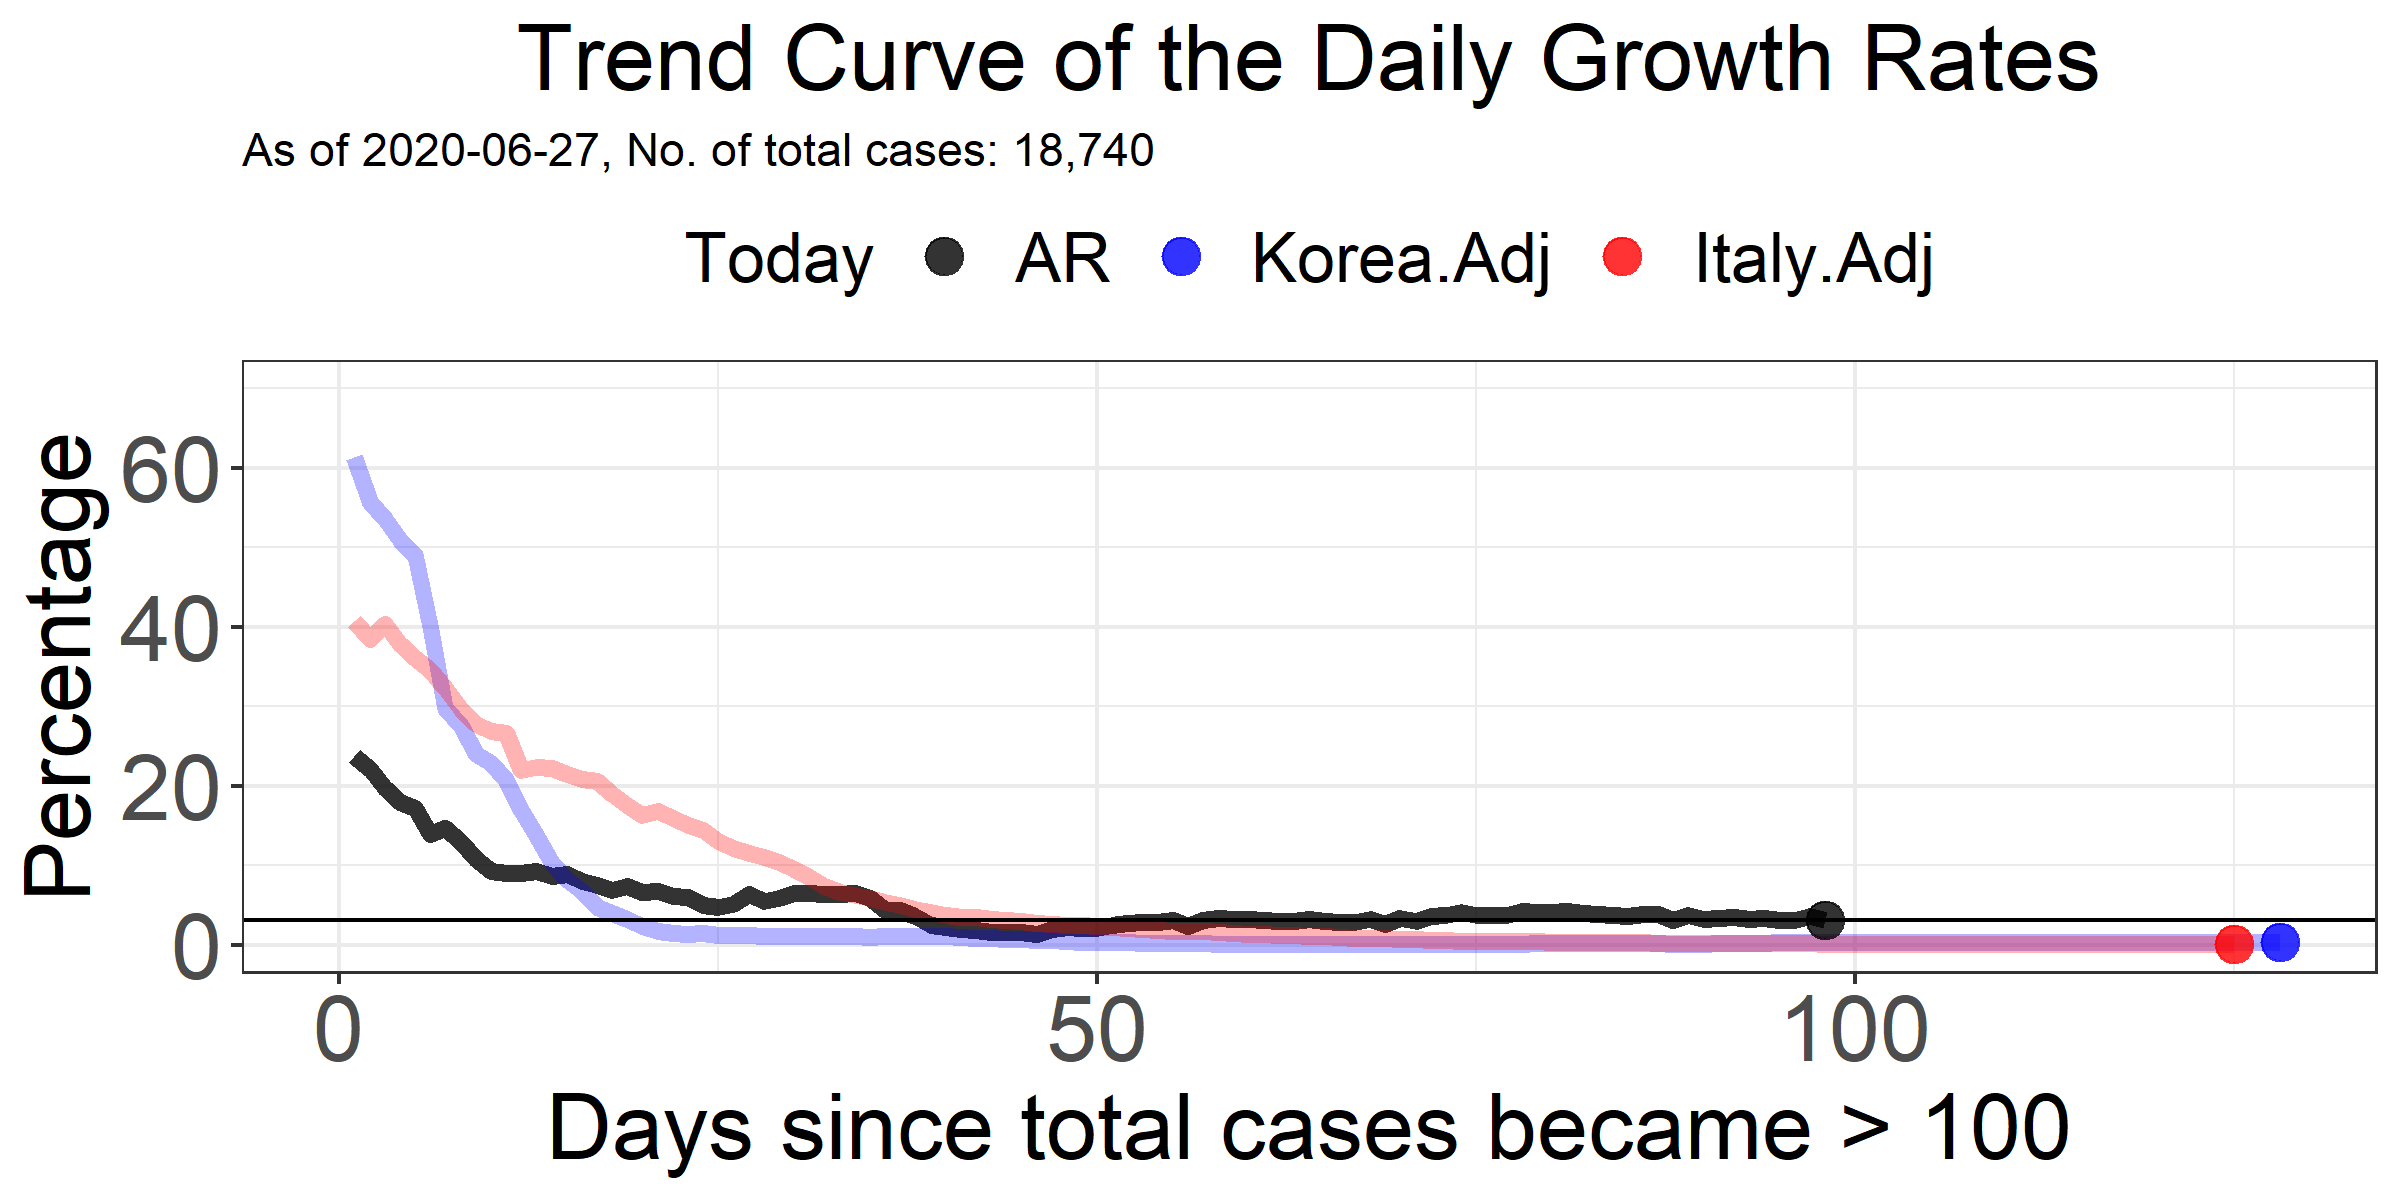 Trend Curve of the Daily Growth Rates
As of 2020-06-27, No. of total cases: 18,740
Today AR Korea.Adj Italy.Adj
Percentage
60
40
20
0
0 50 100
Days since total cases became > 100